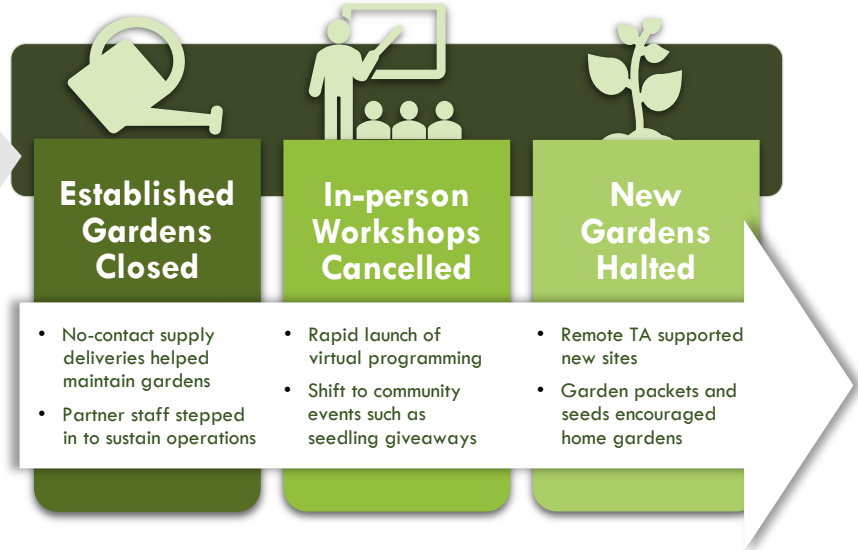 Established
Gardens
Closed
• No-contact supply
deliveries helped
maintain gardens
• Partner staff stepped
in to sustain operations
In-person
Workshops
Cancelled
• Rapid launch of
virtual programming
• Shift to community
events such as
seedling giveaways
New
Gardens
Halted
• Remote TA supported
new sites
• Garden packets and
seeds encouraged
home gardens